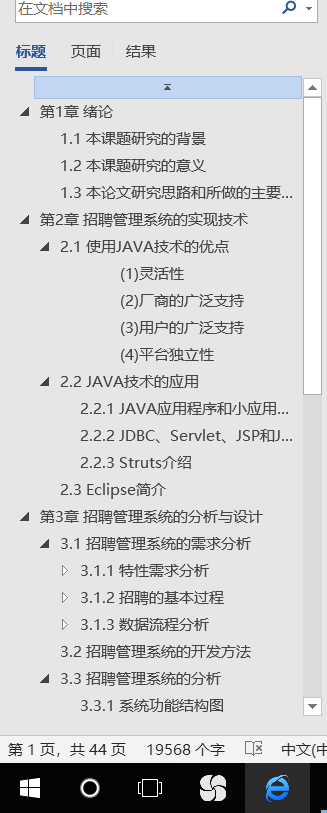 在文档中搜索
标题 页面 结果
第1章 绪论
1.1 本课题研究的背景
1.2 本课题研究的意义
1.3 本论文研究思路和所做的主要...
第2章 招聘管理系统的实现技术
2.1 使用JAVA技术的优点
(1)灵活性
(2)厂商的广泛支持
(3)用户的广泛支持
(4)平台独立性
2.2 JAVA技术的应用
2.2.1 JAVA应用程序和小应用...
2.2.2 JDBC、Servlet、JSP和J...
2.2.3 Struts介绍
2.3 Eclipse简介
第3章 招聘管理系统的分析与设计
3.1 招聘管理系统的需求分析
3.1.1 特性需求分析
3.1.2 招聘的基本过程
3.1.3 数据流程分析
3.2 招聘管理系统的开发方法
3.3 招聘管理系统的分析
3.3.1 系统功能结构图
第 1 页，共 44 页 19568 个字 中文(中